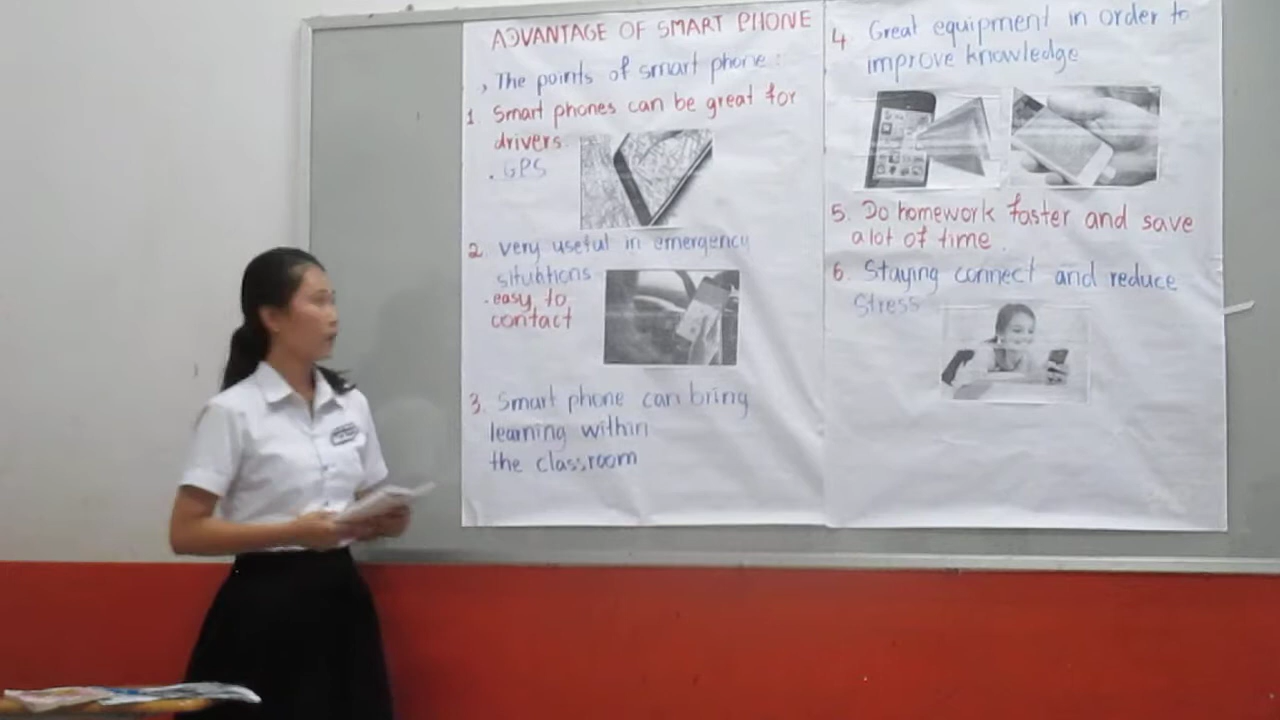 ADVANTAGE OF SMART PHONE
, The points of smart phone :
1 Smart phones can be great for
drivers.
. GPS
2. very useful in emergency
situations
. easy to
contact
3. Smart phone can bring
learning within
the classroom
4 Great equipment in order to
improve knowledge
5. Do homework faster and save
a lot of time.
6. Staying connect and reduce
stress